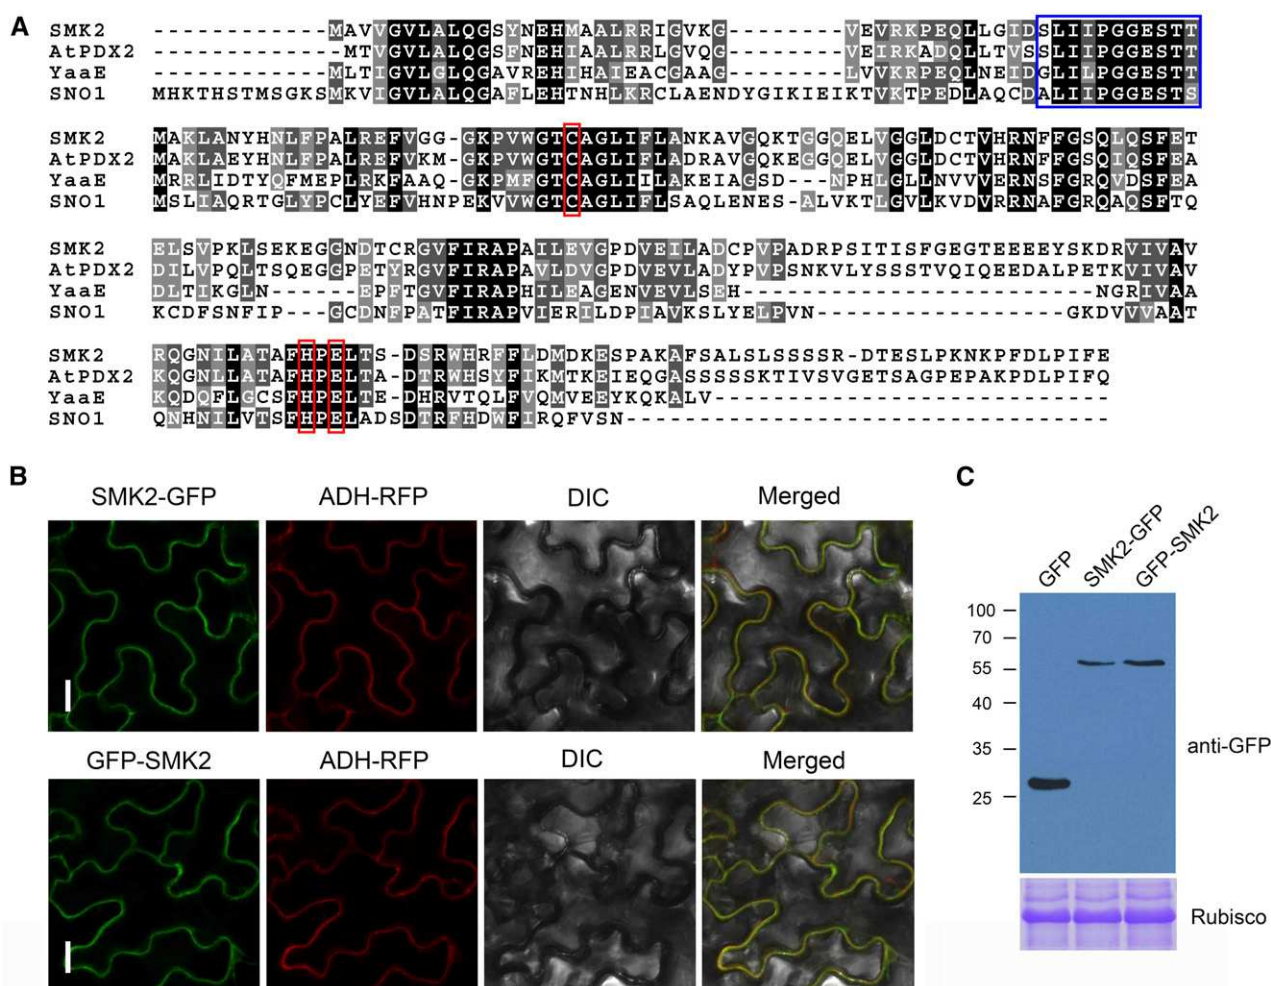 A
SMK2 ------------MAVVGVLALQGSYNEHMAALRRIGVKG--------VEVRKPEQLLGIDSLIIPGGESTT
AtPDX2 -------------MTVGVLALQGSFNEHIAALRRLGVQG--------VEIRKADQLLTVSSLIIPGGESTT
YaaE ------------MLTIGVLGLQGAVREHIHAIEACGAAG--------LVVKRPEQLNEIDGLILPGGESTT
SNO1 MHKTHSTMSGKSMKVIGVLALQGAFLEHTNHLKRCLAENDYGIKIEIKTVKTPEDLAQCDALIIPGGESTS
SMK2 MAKLANYHNLFPALREFVGG-GKPVWGTCAGLIFLANKAVGQKTGGQELVGGLDCTVHRNFFGSQLQSFET
AtPDX2 MAKLAEYHNLFPALREFVKM-GKPVWGTCAGLIFLADRAVGQKEGGQELVGGLDCTVHRNFFGSQIQSFEA
YaaE MRRLIDTYQFMEPLRKFAAQ-GKPMFGTCAGLIILAKEIAGSD---NPHLGLLNVVVERNSFGRQVDSFEA
SNO1 MSLIAQRTGLYPCLYEFVHNPEKVVWGTCAGLIFLSAQLENES-ALVKTLGVLKVDVRRNAFGRQAQSFTQ
SMK2 ELSVPKLSEKEGGNDTCRGVFIRAPAILEVGPDVEILADCPVPADRPSITISFGEGTEEEEYSKDRVIVAV
AtPDX2 DILVPQLTSQEGGPETYRGVFIRAPAVLDVGPDVEVLADYPVPSNKVLYSSSTVQIQEEDALPETKVIVAV
YaaE DLTIKGLN------EPFTGVFIRAPHILEAGENVEVLSEH------------------------NGRIVAA
SNO1 KCDFSNFIP---GCDNFPATFIRAPVIERILDPIAVKSLYELPVN-----------------GKDVVVAAT
SMK2 RQGNILATAFHPELTS-DSRWHRFFLDMDKESPAKAFSALSLSSSSR-DTESLPKNKPFDLPIFE
AtPDX2 KQGNLLATAFHPELTA-DTRWHSYFIKMTKEIEQGASSSSSKTIVSVGETSAGPEPAKPDLPIFQ
YaaE KQDQFLGCSFHPELTE-DHRVTQLFVQMVEEYKQKALV---------------------------
SNO1 QNHNILVTSFHPELADSDTRFHDWFIRQFVSN---------------------------------
B
SMK2-GFP ADH-RFP DIC Merged
GFP-SMK2 ADH-RFP DIC Merged
C
GFP SMK2-GFP GFP-SMK2
100
70
55
40
35
25
anti-GFP
Rubisco